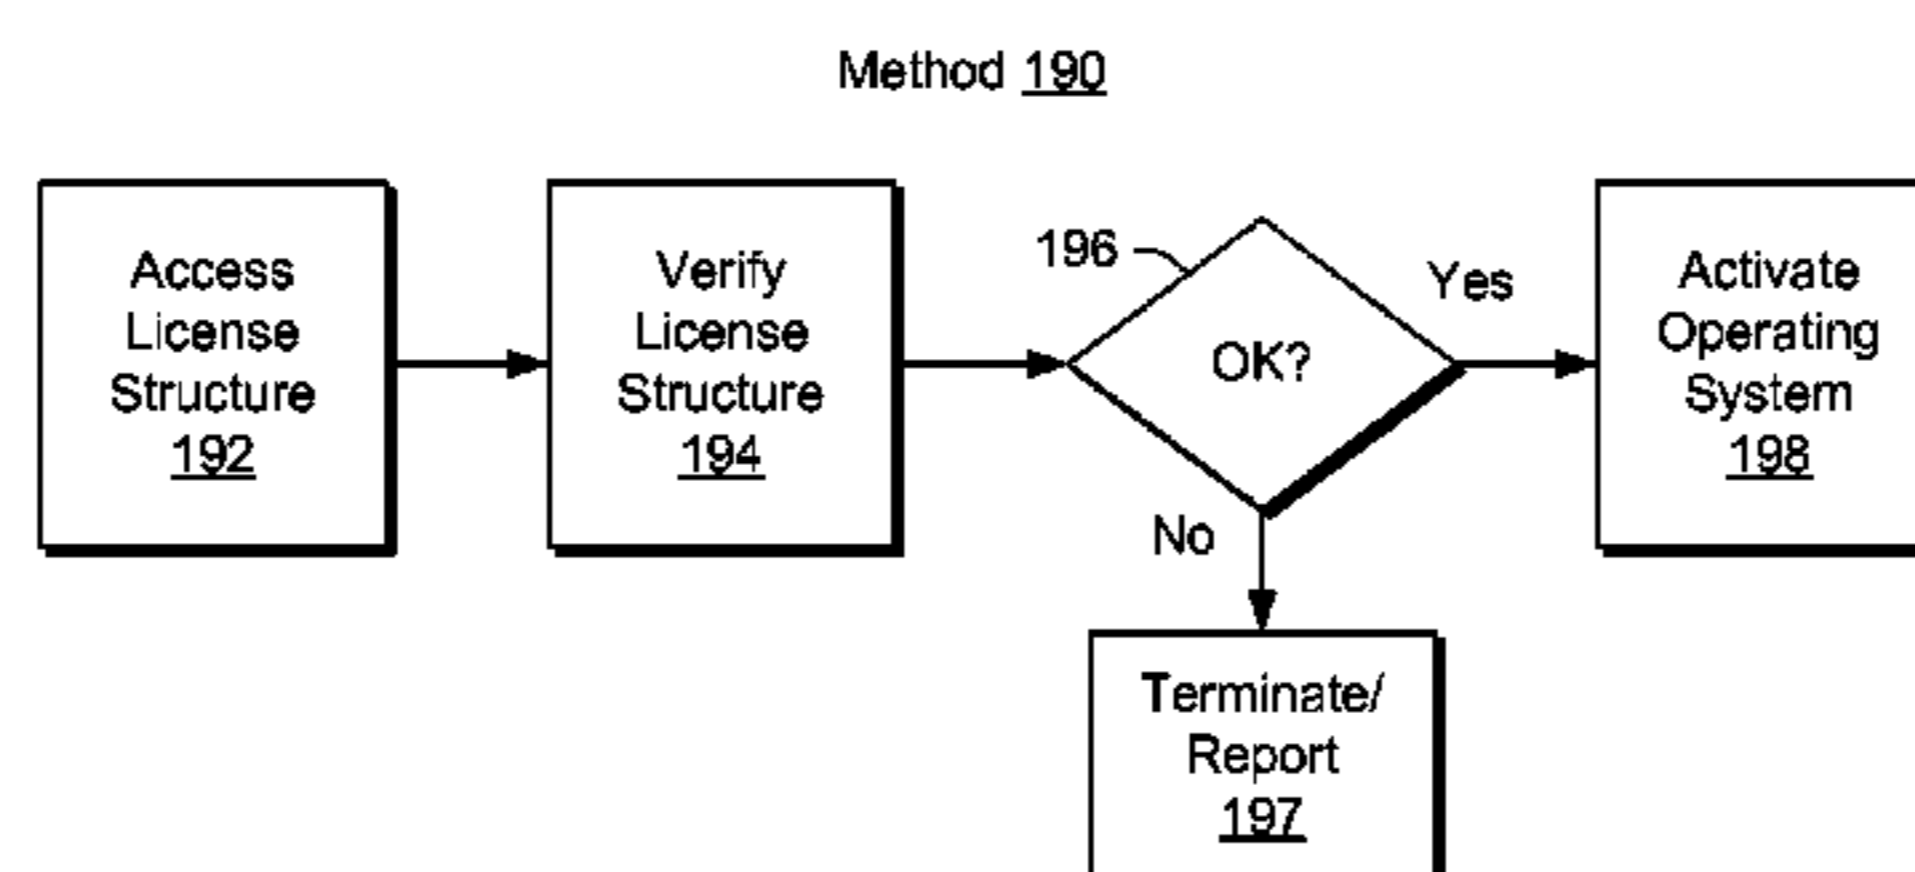 Method 190
Access
License
Structure
192
Verify
License
Structure
194
196
OK?
Yes
No
Activate
Operating
System
198
Terminate/
Report
197